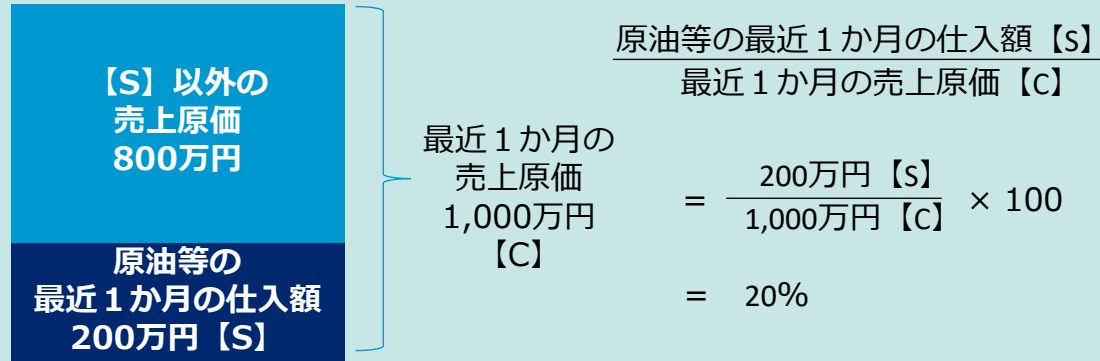 【S】以外の
売上原価
800万円
原油等の
最近１か月の仕入額
200万円【S】
最近１か月の
売上原価
1,000万円
【C】
原油等の最近１か月の仕入額【S】
最近１か月の売上原価【C】
= 200万円【S】
1,000万円【C】 × 100
= 20%